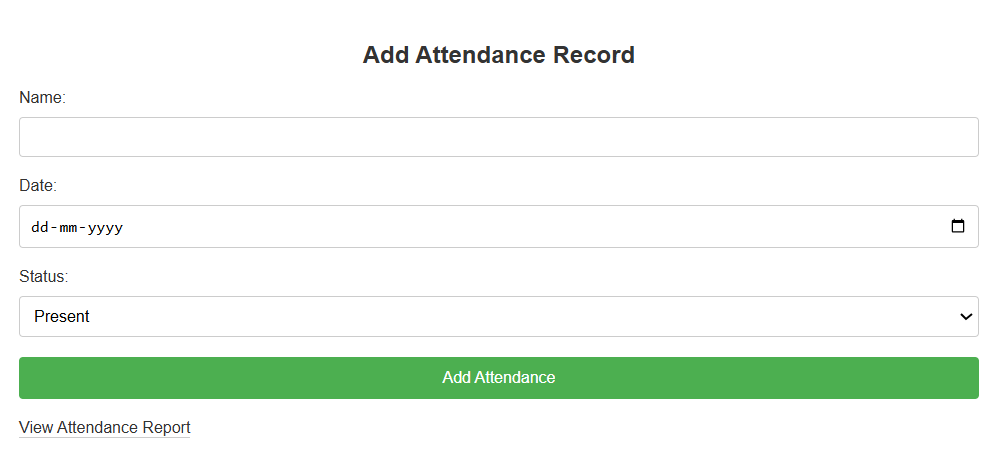 Add Attendance Record
Name:
Date:
dd-mm-yyyy
Status:
Present
Add Attendance
View Attendance Report